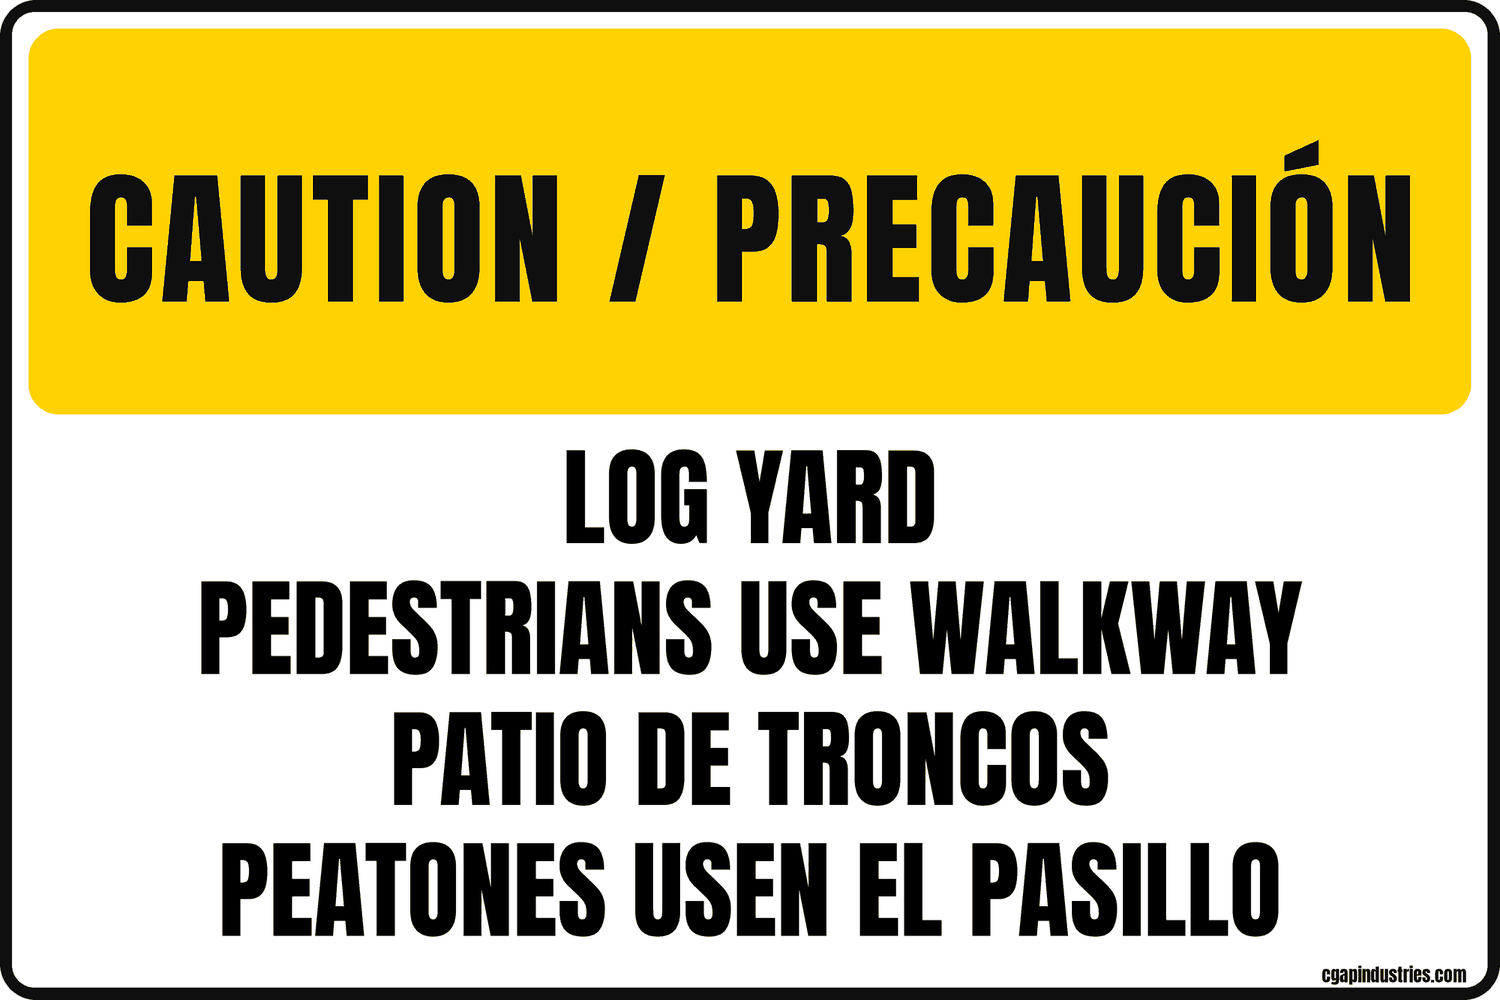 CAUTION / PRECAUCIÓN
LOG YARD
PEDESTRIANS USE WALKWAY
PATIO DE TRONCOS
PEATONES USEN EL PASILLO
cgapindustries.com